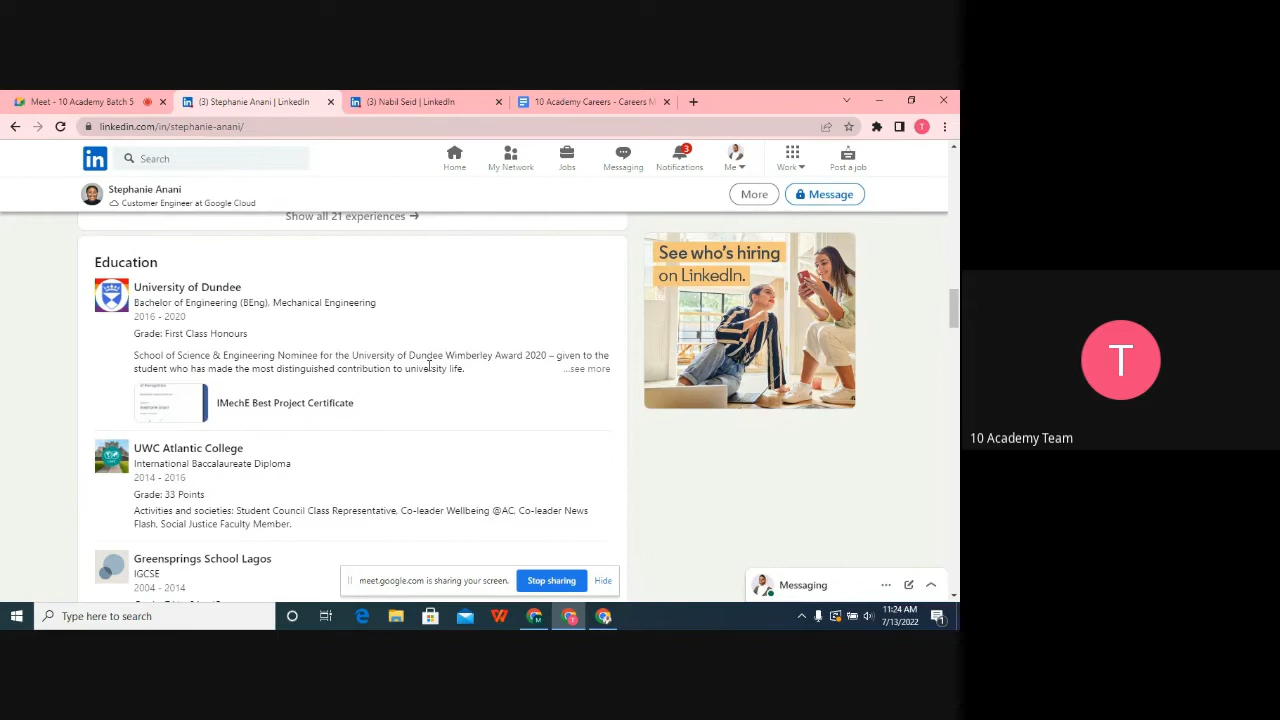 Meet - 10 Academy Batch 5
(3) Stephanie Anani | LinkedIn
(3) Nabil Seid | LinkedIn
10 Academy Careers - Careers M
linkedin.com/in/stephanie-anani/
T
in
Search
Home
My Network
Jobs
Messaging
3
Notifications
Me
Work
Post a job
Stephanie Anani
Customer Engineer at Google Cloud
More
Message
Show all 21 experiences →
Education
University of Dundee
Bachelor of Engineering (BEng), Mechanical Engineering
2016 - 2020
Grade: First Class Honours
School of Science & Engineering Nominee for the University of Dundee Wimberley Award 2020 – given to the
student who has made the most distinguished contribution to university life.
...see more
IMechE Best Project Certificate
UWC Atlantic College
International Baccalaureate Diploma
2014 - 2016
Grade: 33 Points
Activities and societies: Student Council Class Representative, Co-leader Wellbeing @AC, Co-leader News
Flash, Social Justice Faculty Member.
Greensprings School Lagos
IGCSE
2004 - 2014
See who's hiring
on LinkedIn.
meet.google.com is sharing your screen.
Stop sharing
Hide
Messaging
Type here to search
11:24 AM
7/13/2022
1
T
10 Academy Team